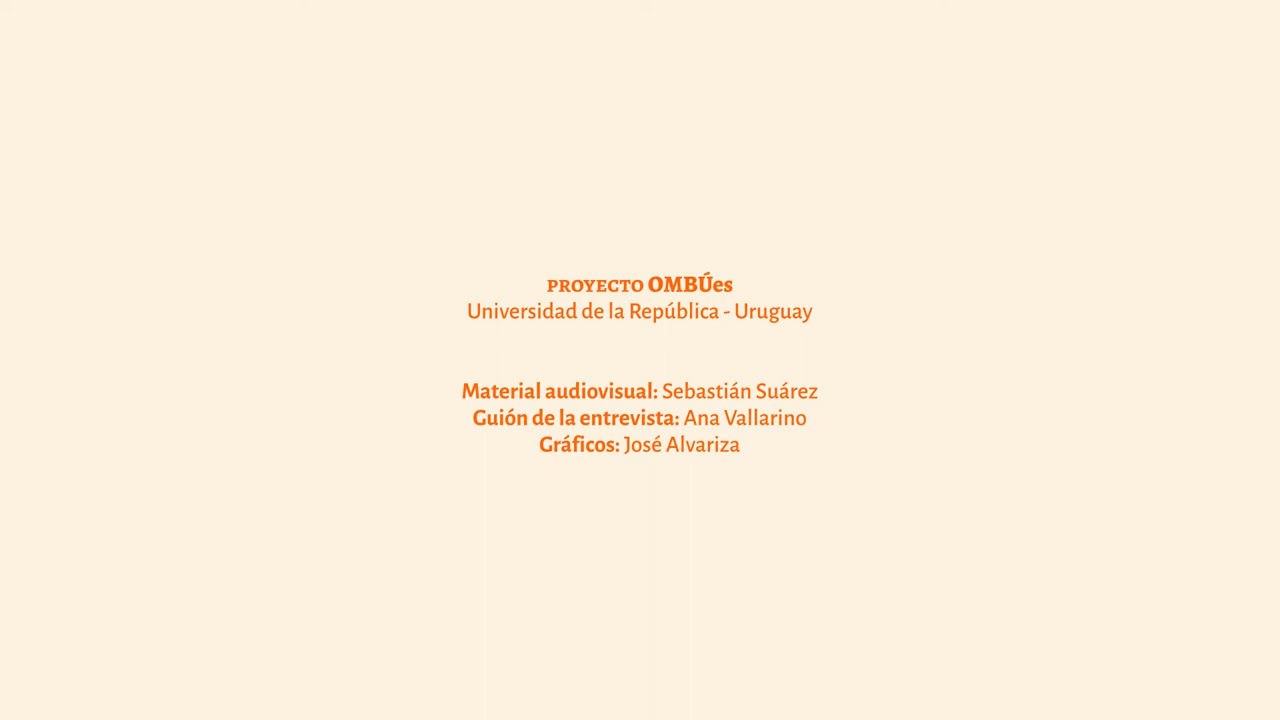 PROYECTO OMBÚes
Universidad de la República - Uruguay
Material audiovisual: Sebastián Suárez
Guión de la entrevista: Ana Vallarino
Gráficos: José Alvariza